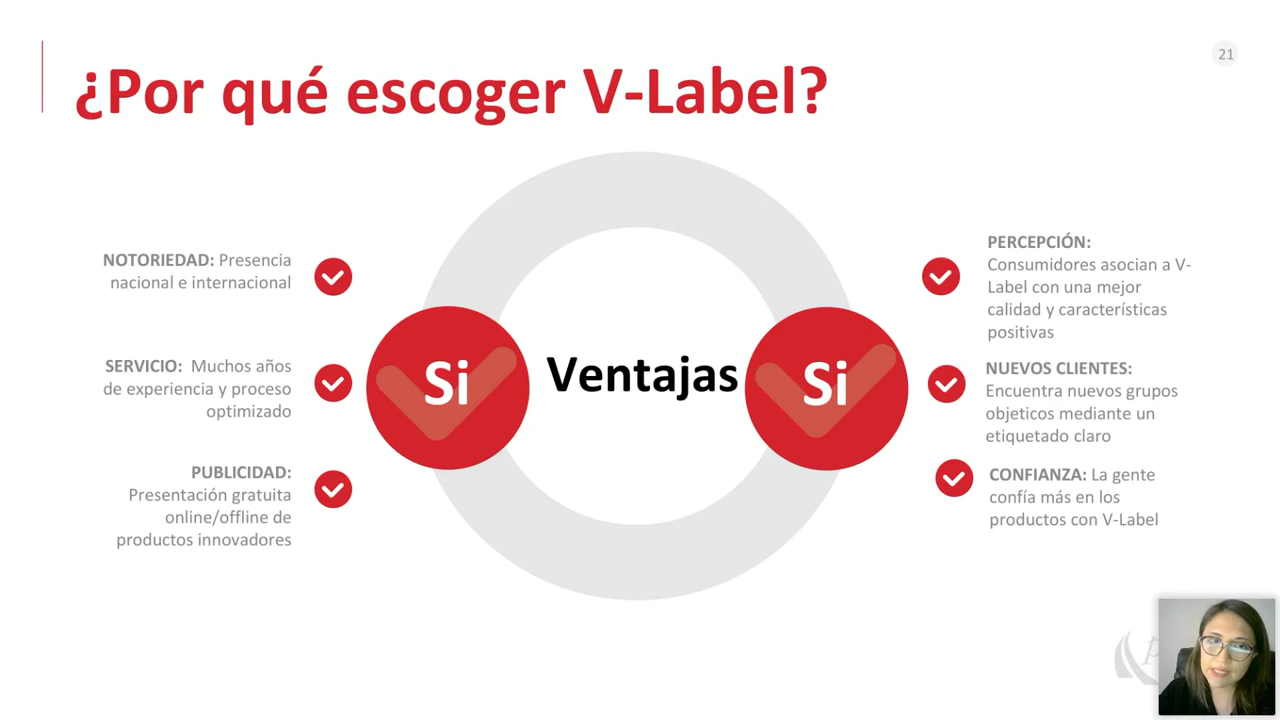 21
¿Por qué escoger V-Label?
NOTORIEDAD: Presencia
nacional e internacional
SERVICIO: Muchos años
de experiencia y proceso
optimizado
PUBLICIDAD:
Presentación gratuita
online/offline de
productos innovadores
Si
Ventajas
Si
PERCEPCIÓN:
Consumidores asocian a V-
Label con una mejor
calidad y características
positivas
NUEVOS CLIENTES:
Encuentra nuevos grupos
objeticos mediante un
etiquetado claro
CONFIANZA: La gente
confía más en los
productos con V-Label